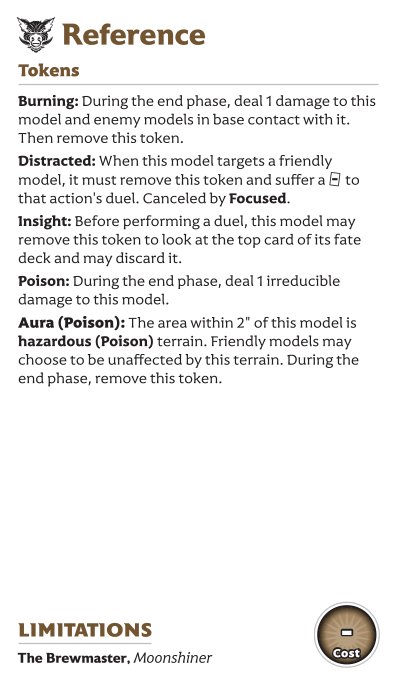 Reference
Tokens
Burning: During the end phase, deal 1 damage to this
model and enemy models in base contact with it.
Then remove this token.
Distracted: When this model targets a friendly
model, it must remove this token and suffer a to
that action's duel. Canceled by Focused.
Insight: Before performing a duel, this model may
remove this token to look at the top card of its fate
deck and may discard it.
Poison: During the end phase, deal 1 irreducible
damage to this model.
Aura (Poison): The area within 2" of this model is
hazardous (Poison) terrain. Friendly models may
choose to be unaffected by this terrain. During the
end phase, remove this token.
LIMITATIONS
The Brewmaster, Moonshiner
-
Cost